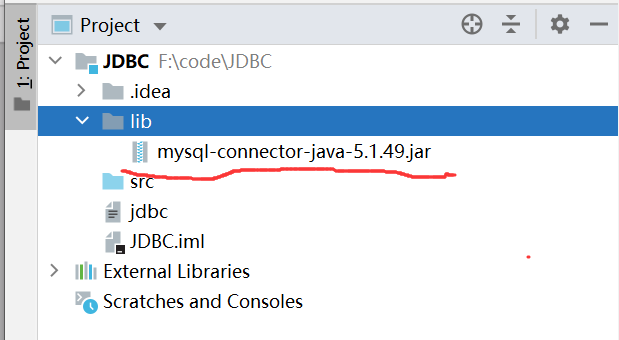 1: Project
Project
JDBC F:\code\JDBC
.idea
lib
mysql-connector-java-5.1.49.jar
src
jdbc
JDBC.iml
External Libraries
Scratches and Consoles